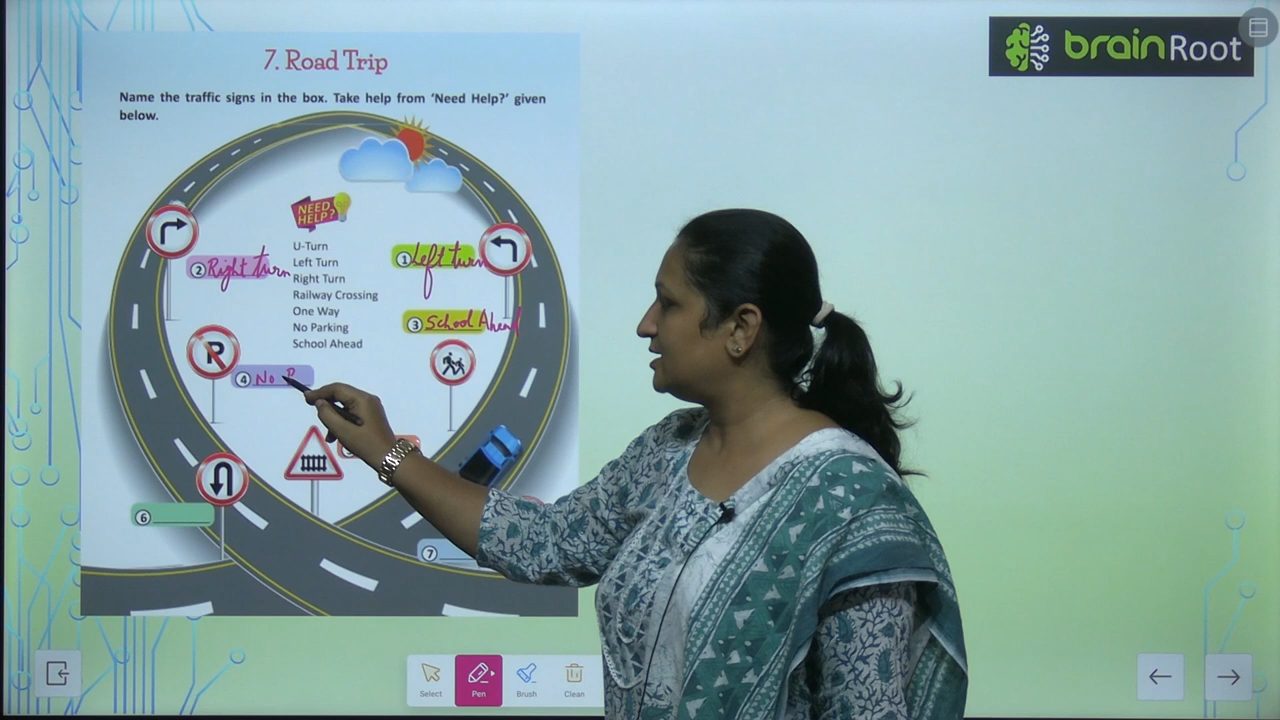 brainRoot
7. Road Trip
Name the traffic signs in the box. Take help from ‘Need Help?’ given
below.
NEED
HELP?
U-Turn
Left Turn
Right Turn
Railway Crossing
One Way
No Parking
School Ahead
1 Left turn
2 Right turn
3 School Ahead
P
4 No P
6
7
Select
Pen
Brush
Clean